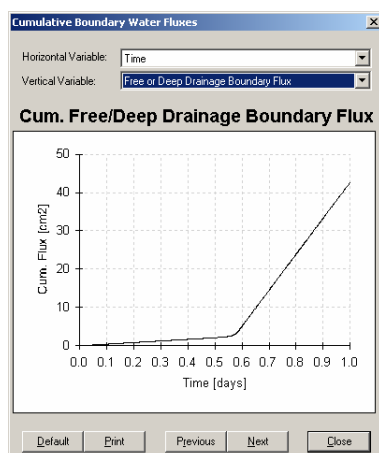 Cumulative Boundary Water Fluxes
Horizontal Variable: Time
Vertical Variable: Free or Deep Drainage Boundary Flux
Cum. Free/Deep Drainage Boundary Flux
50
40
30
20
10
0
Cum. Flux [cm2]
0.0 0.1 0.2 0.3 0.4 0.5 0.6 0.7 0.8 0.9 1.0
Time [days]
Default Print Previous Next Close